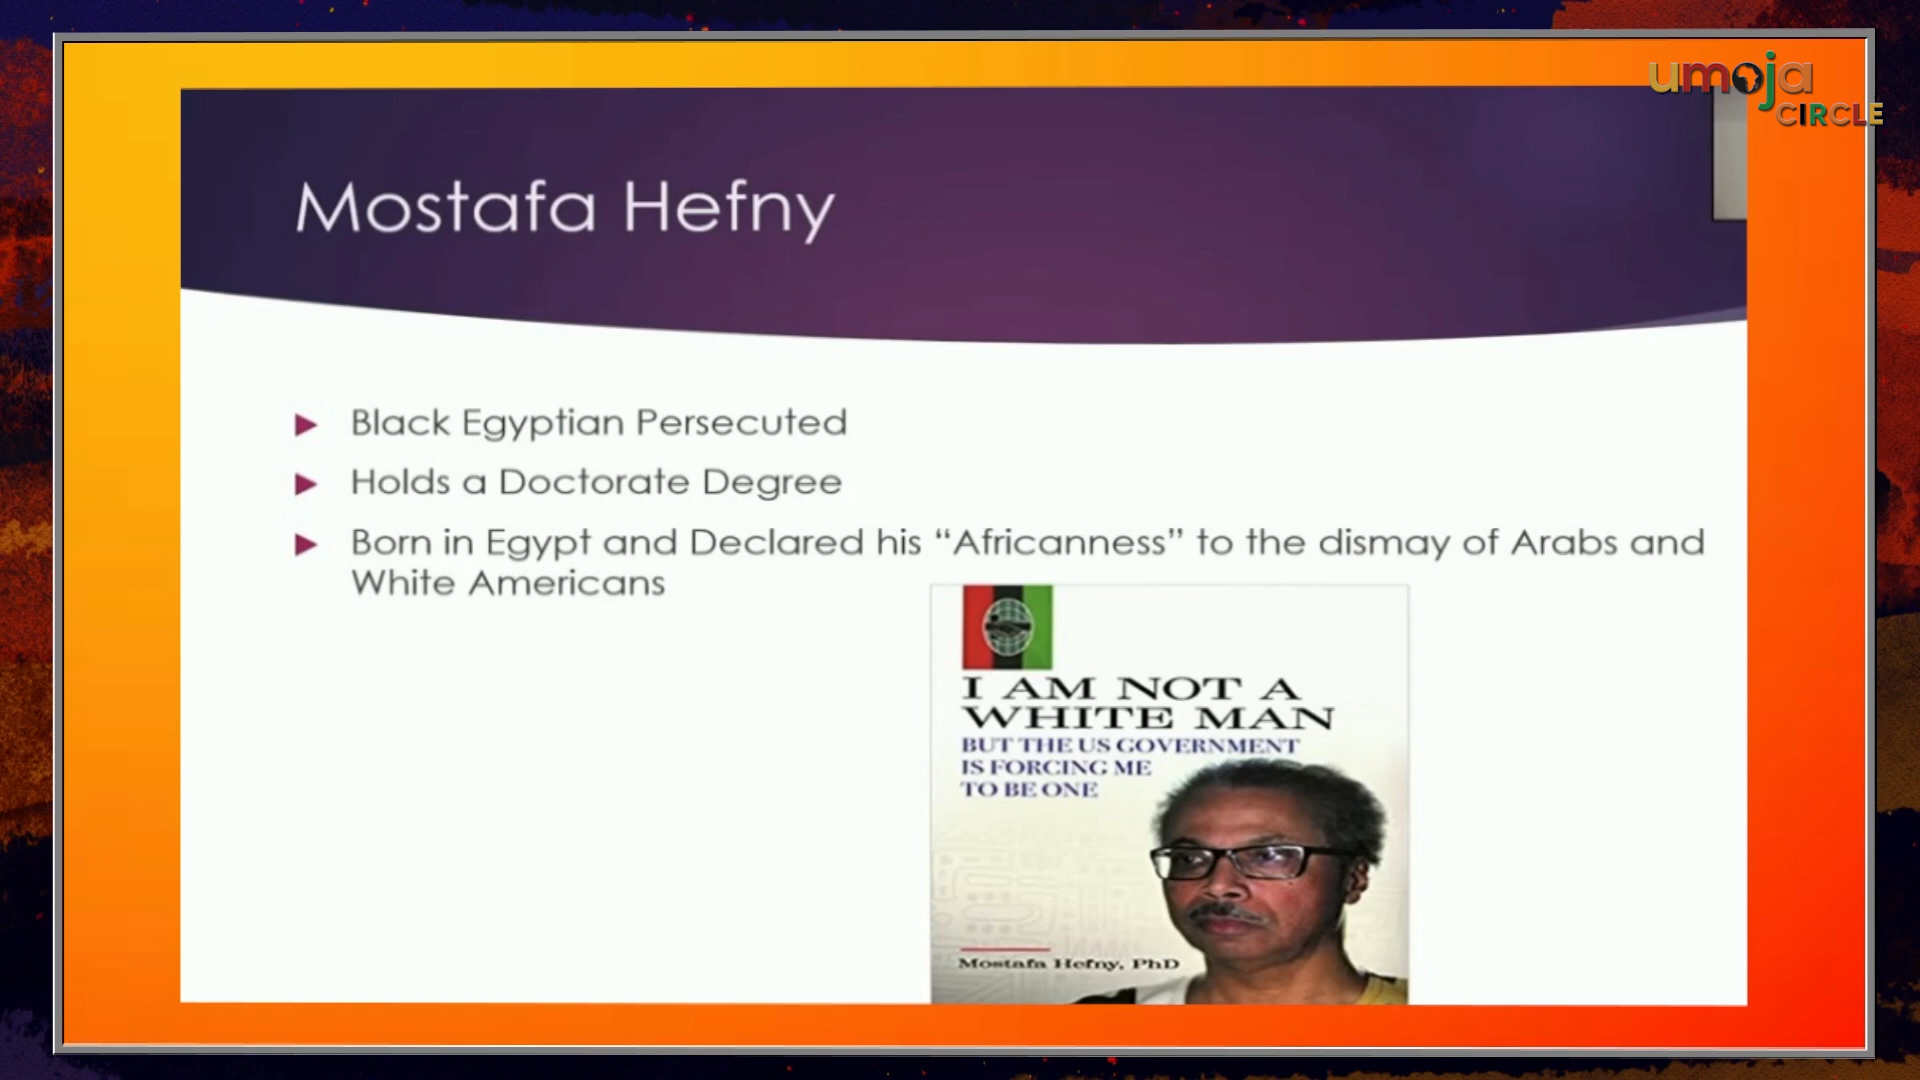 umoja
CIRCLE
Mostafa Hefny
Black Egyptian Persecuted
Holds a Doctorate Degree
Born in Egypt and Declared his “Africanness” to the dismay of Arabs and
White Americans
I AM NOT A
WHITE MAN
BUT THE US GOVERNMENT
IS FORCING ME
TO BE ONE
Mostafa Hefny, PhD